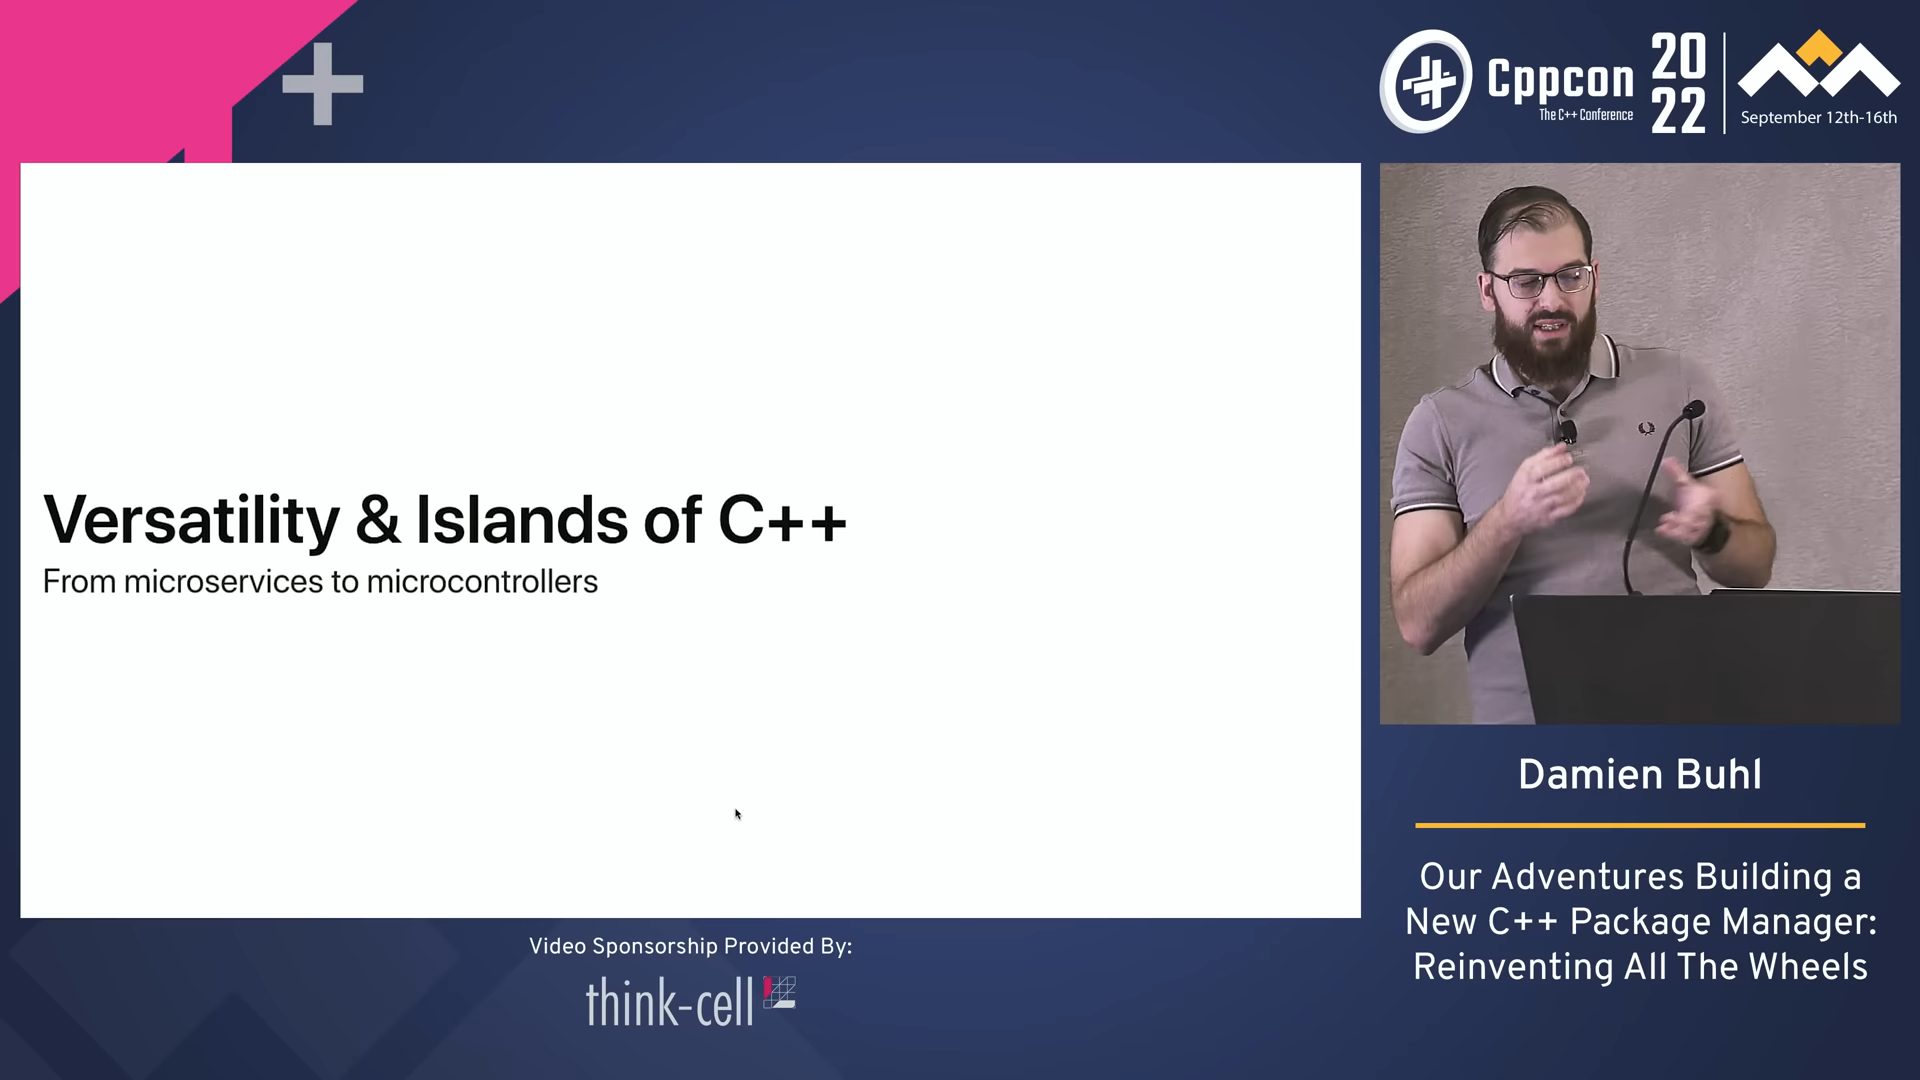 Cppcon
The C++ Conference
20
22
September 12th-16th
Versatility & Islands of C++
From microservices to microcontrollers
Damien Buhl
Our Adventures Building a
New C++ Package Manager:
Reinventing All The Wheels
Video Sponsorship Provided By:
think-cell